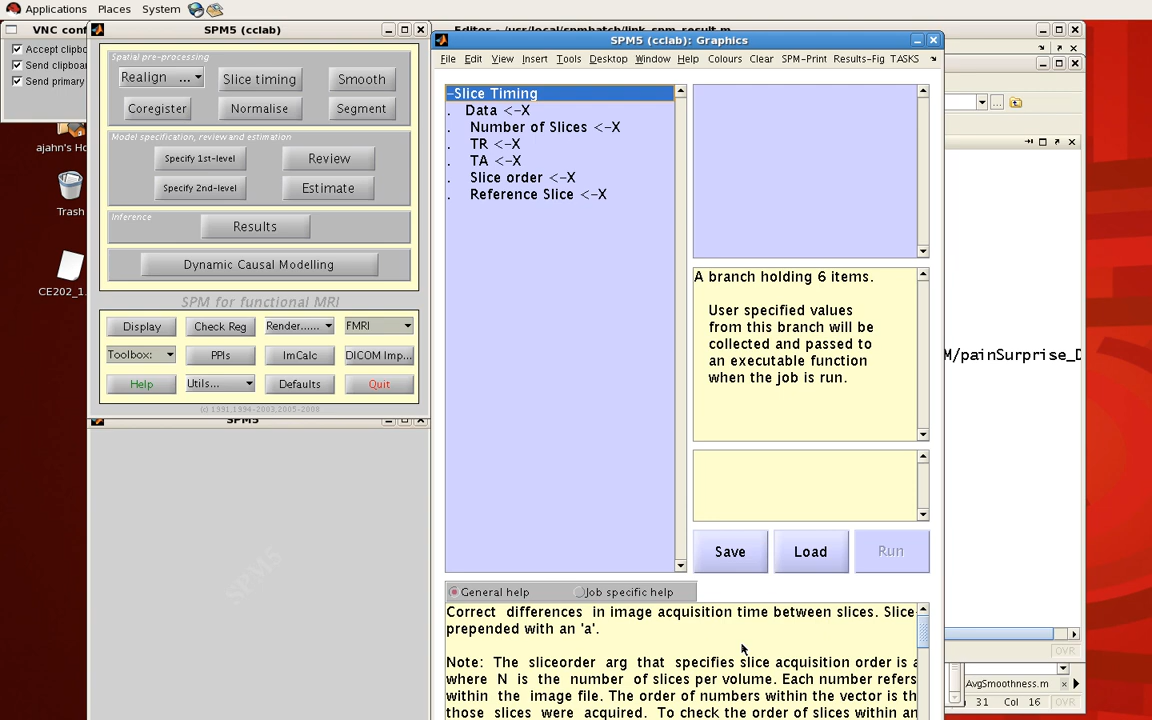 Applications Places System
VNC conf
Accept clipbo
Send clipboar
Send primary
ajahn's Ho
Trash
CE202_1.
SPM5 (cclab)
Spatial pre-processing
Realign ... Slice timing Smooth
Coregister Normalise Segment
Model specification, review and estimation
Specify 1st-level Review
Specify 2nd-level Estimate
Inference
Results
Dynamic Causal Modelling
SPM for functional MRI
Display Check Reg Render...... FMRI
Toolbox: PPIs ImCalc DICOM Imp...
Help Utils... Defaults Quit
(c) 1991,1994-2003,2005-2008
SPM5
SPM5
Editor - /usr/spmbatch/link_spm_result.m
SPM5 (cclab): Graphics
File Edit View Insert Tools Desktop Window Help Colours Clear SPM-Print Results-Fig TASKS
-Slice Timing
. Data <-X
. Number of Slices <-X
. TR <-X
. TA <-X
. Slice order <-X
. Reference Slice <-X
A branch holding 6 items.
User specified values
from this branch will be
collected and passed to
an executable function
when the job is run.
Save Load Run
General help Job specific help
Correct differences in image acquisition time between slices. Slice-
prepended with an 'a'.
Note: The sliceorder arg that specifies slice acquisition order is a
where N is the number of slices per volume. Each number refers
within the image file. The order of numbers within the vector is th
those slices were acquired. To check the order of slices within an
...
M/painSurprise_D
OVR
AvgSmoothness.m
31 Col 16 OVR